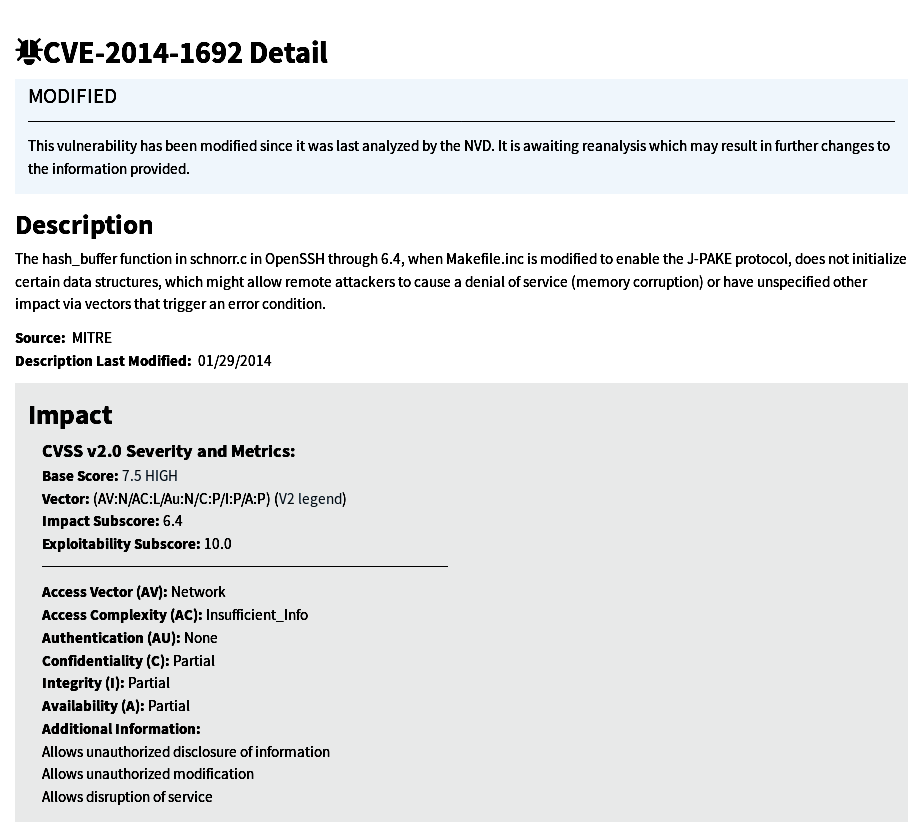 CVE-2014-1692 Detail
MODIFIED
This vulnerability has been modified since it was last analyzed by the NVD. It is awaiting reanalysis which may result in further changes to
the information provided.
Description
The hash_buffer function in schnorr.c in OpenSSH through 6.4, when Makefile.inc is modified to enable the J-PAKE protocol, does not initialize
certain data structures, which might allow remote attackers to cause a denial of service (memory corruption) or have unspecified other
impact via vectors that trigger an error condition.
Source: MITRE
Description Last Modified: 01/29/2014
Impact
CVSS v2.0 Severity and Metrics:
Base Score: 7.5 HIGH
Vector: (AV:N/AC:L/Au:N/C:P/I:P/A:P) (V2 legend)
Impact Subscore: 6.4
Exploitability Subscore: 10.0
Access Vector (AV): Network
Access Complexity (AC): Insufficient_Info
Authentication (AU): None
Confidentiality (C): Partial
Integrity (I): Partial
Availability (A): Partial
Additional Information:
Allows unauthorized disclosure of information
Allows unauthorized modification
Allows disruption of service